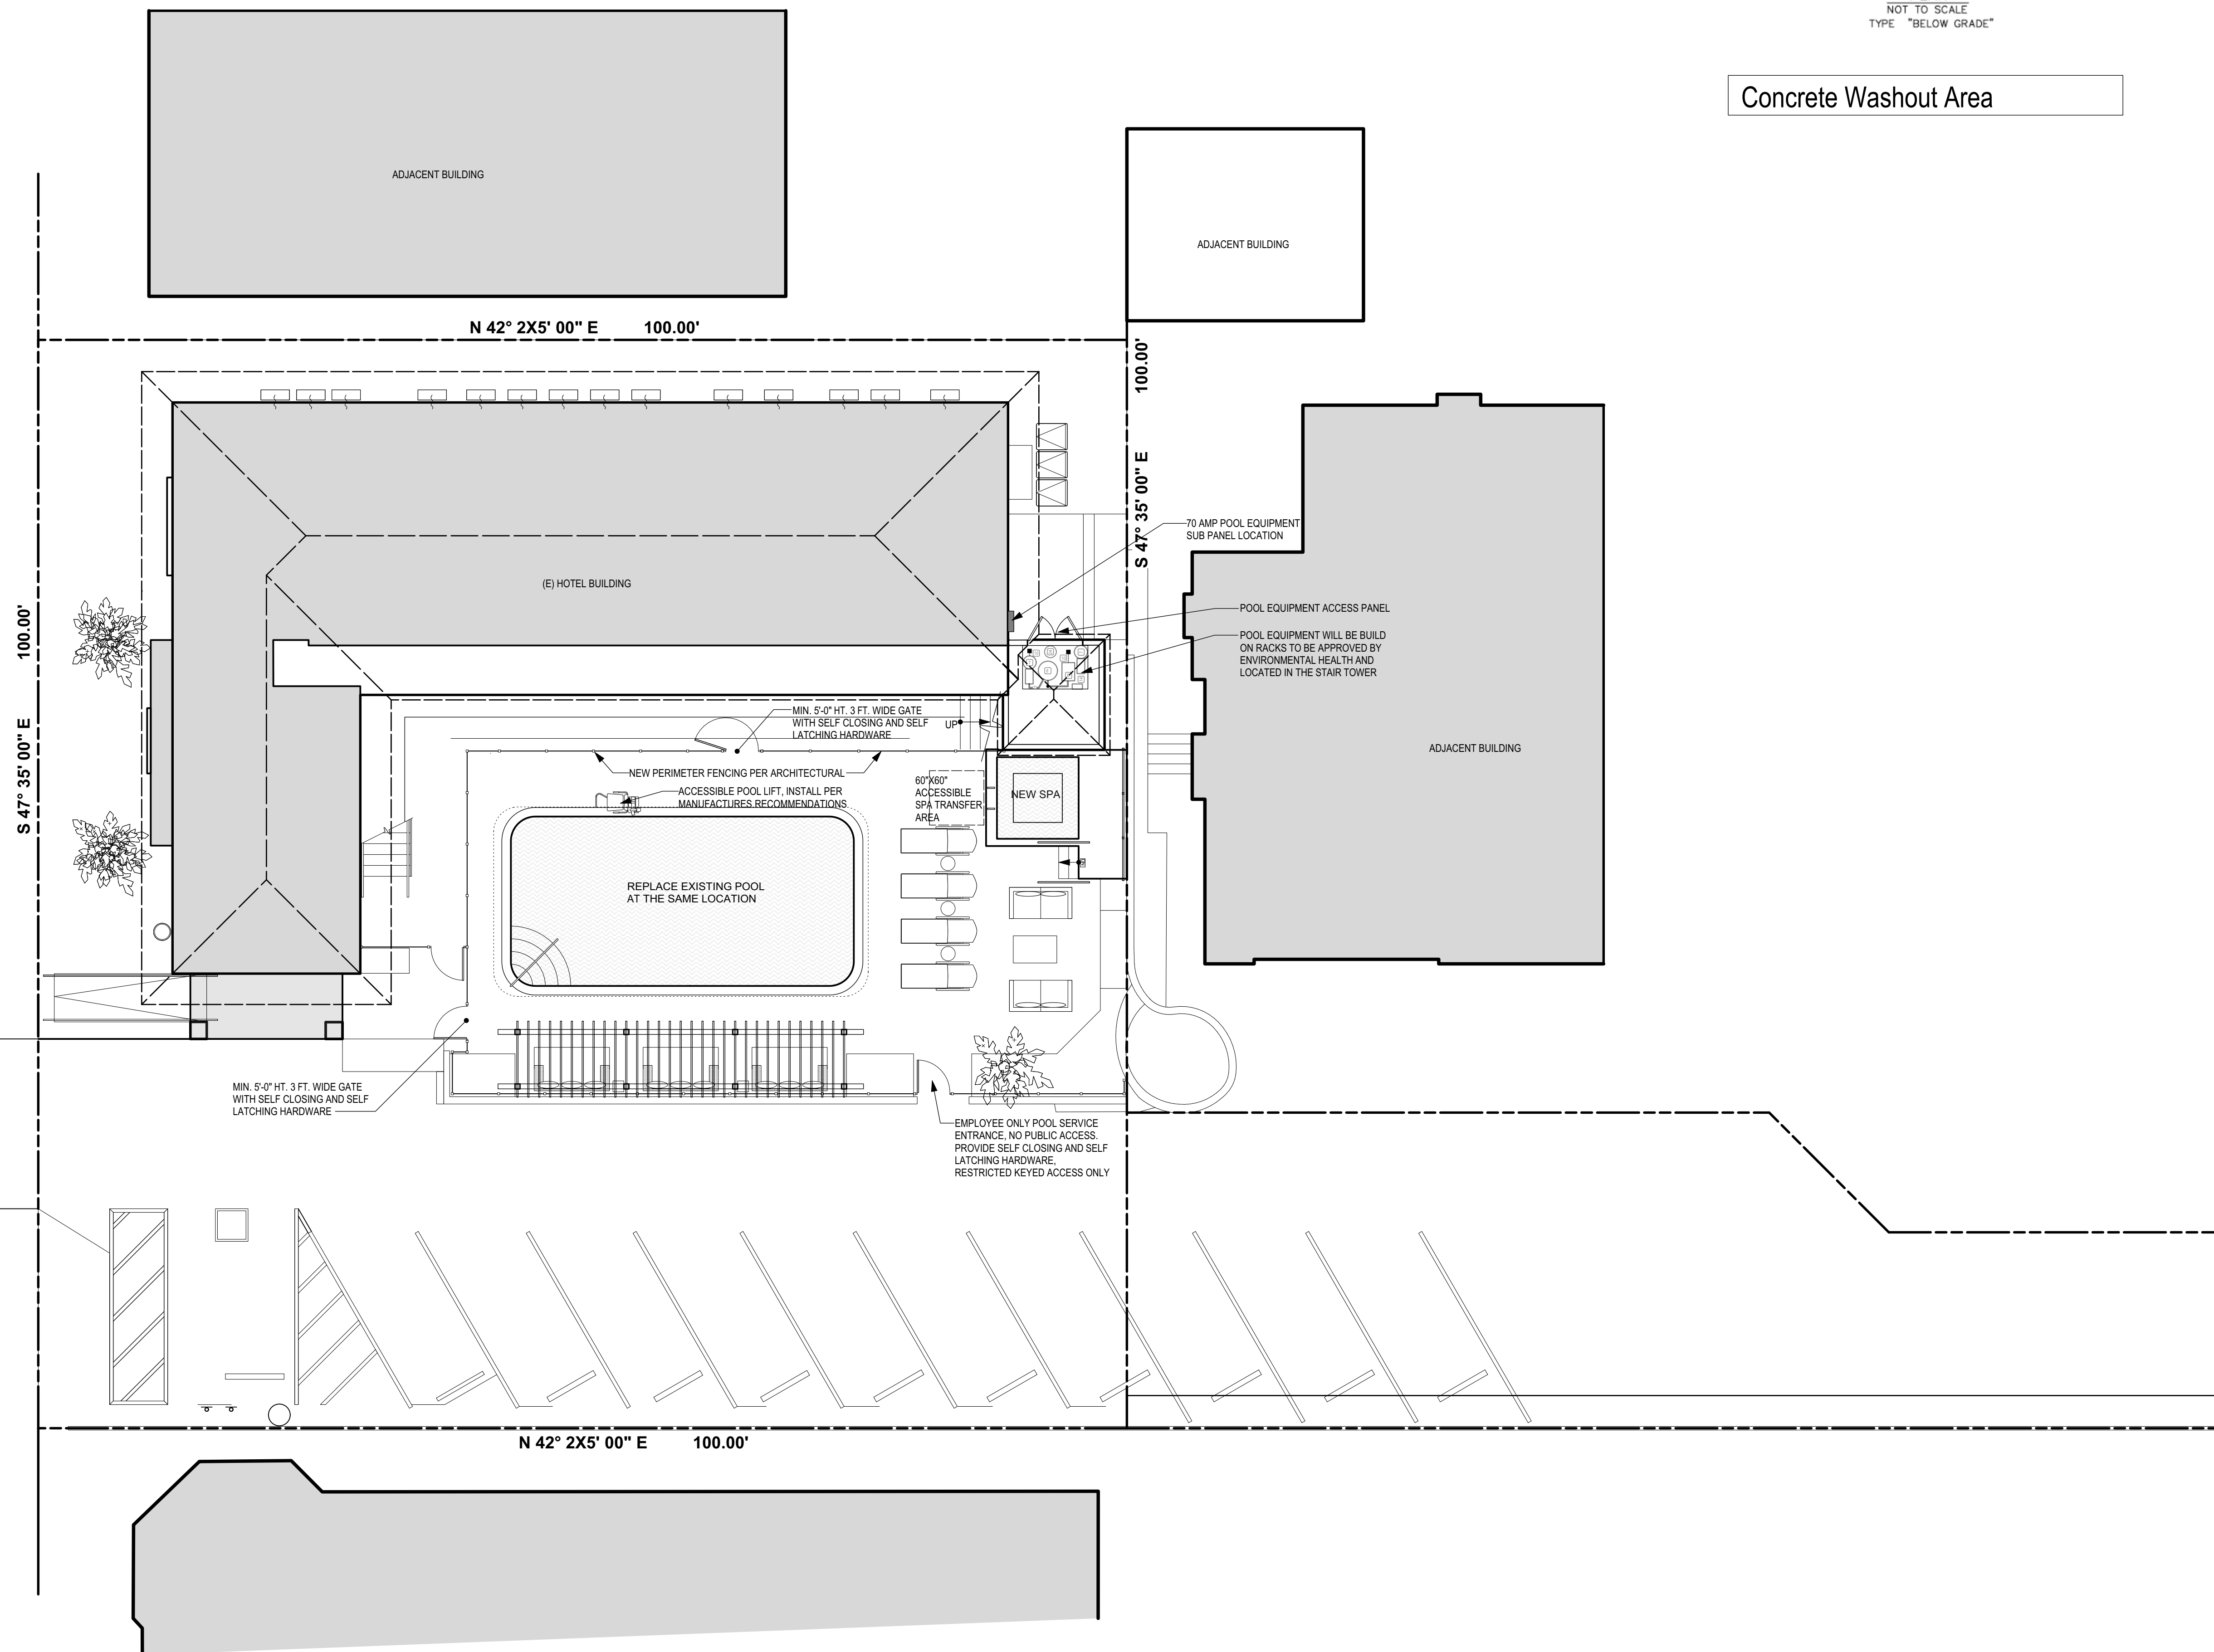 NOT TO SCALE
TYPE "BELOW GRADE"
Concrete Washout Area
ADJACENT BUILDING
ADJACENT BUILDING
N 42° 2X5' 00" E 100.00'
S 47° 35' 00" E 100.00'
70 AMP POOL EQUIPMENT
SUB PANEL LOCATION
(E) HOTEL BUILDING
POOL EQUIPMENT ACCESS PANEL
POOL EQUIPMENT WILL BE BUILD
ON RACKS TO BE APPROVED BY
ENVIRONMENTAL HEALTH AND
LOCATED IN THE STAIR TOWER
S 47° 35' 00" E 100.00'
MIN. 5'-0" HT. 3 FT. WIDE GATE
WITH SELF CLOSING AND SELF
LATCHING HARDWARE
UP
ADJACENT BUILDING
NEW PERIMETER FENCING PER ARCHITECTURAL
ACCESSIBLE POOL LIFT, INSTALL PER
MANUFACTURES RECOMMENDATIONS
60"X60"
ACCESSIBLE
SPA TRANSFER
AREA
NEW SPA
REPLACE EXISTING POOL
AT THE SAME LOCATION
MIN. 5'-0" HT. 3 FT. WIDE GATE
WITH SELF CLOSING AND SELF
LATCHING HARDWARE
EMPLOYEE ONLY POOL SERVICE
ENTRANCE, NO PUBLIC ACCESS.
PROVIDE SELF CLOSING AND SELF
LATCHING HARDWARE,
RESTRICTED KEYED ACCESS ONLY
N 42° 2X5' 00" E 100.00'